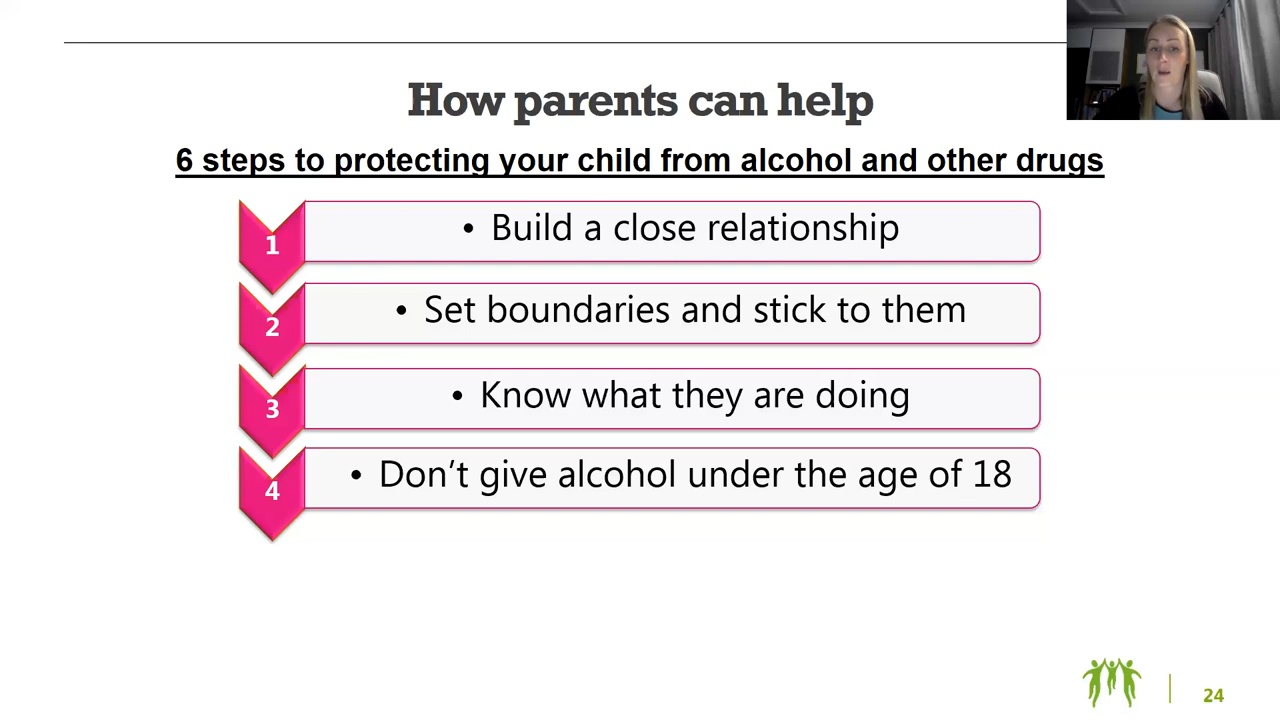 How parents can help
6 steps to protecting your child from alcohol and other drugs
1
• Build a close relationship
2
• Set boundaries and stick to them
3
• Know what they are doing
4
• Don’t give alcohol under the age of 18
24